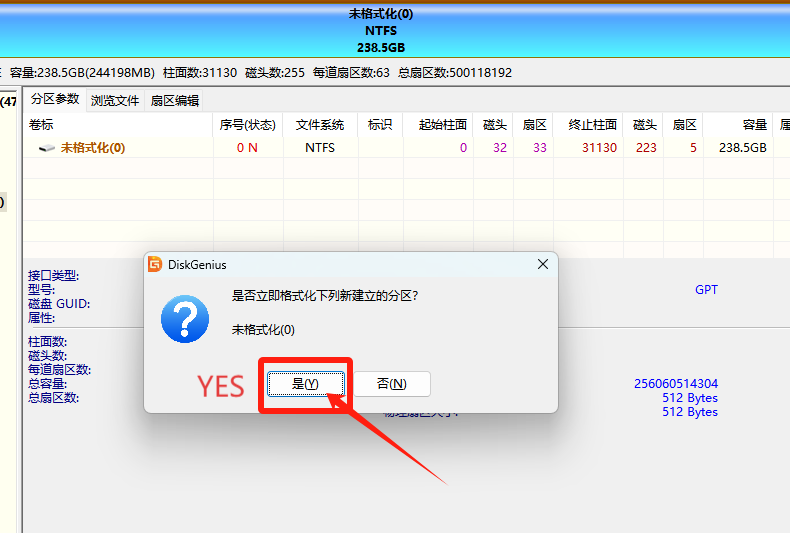 未格式化(0)
NTFS
238.5GB
容量:238.5GB(244198MB) 柱面数:31130 磁头数:255 每道扇区数:63 总扇区数:500118192
(47
分区参数 浏览文件 扇区编辑
卷标 序号(状态) 文件系统 标识 起始柱面 磁头 扇区 终止柱面 磁头 扇区 容量
未格式化(0) 0 N NTFS 0 32 33 31130 223 5 238.5GB
)
DiskGenius
是否立即格式化下列新建立的分区?
未格式化(0)
YES 是(Y) 否(N)
接口类型:
型号: GPT
磁盘 GUID:
属性:
柱面数:
磁头数:
每道扇区数:
总容量: 256060514304
总扇区数: 512 Bytes
物理扇区大小: 512 Bytes